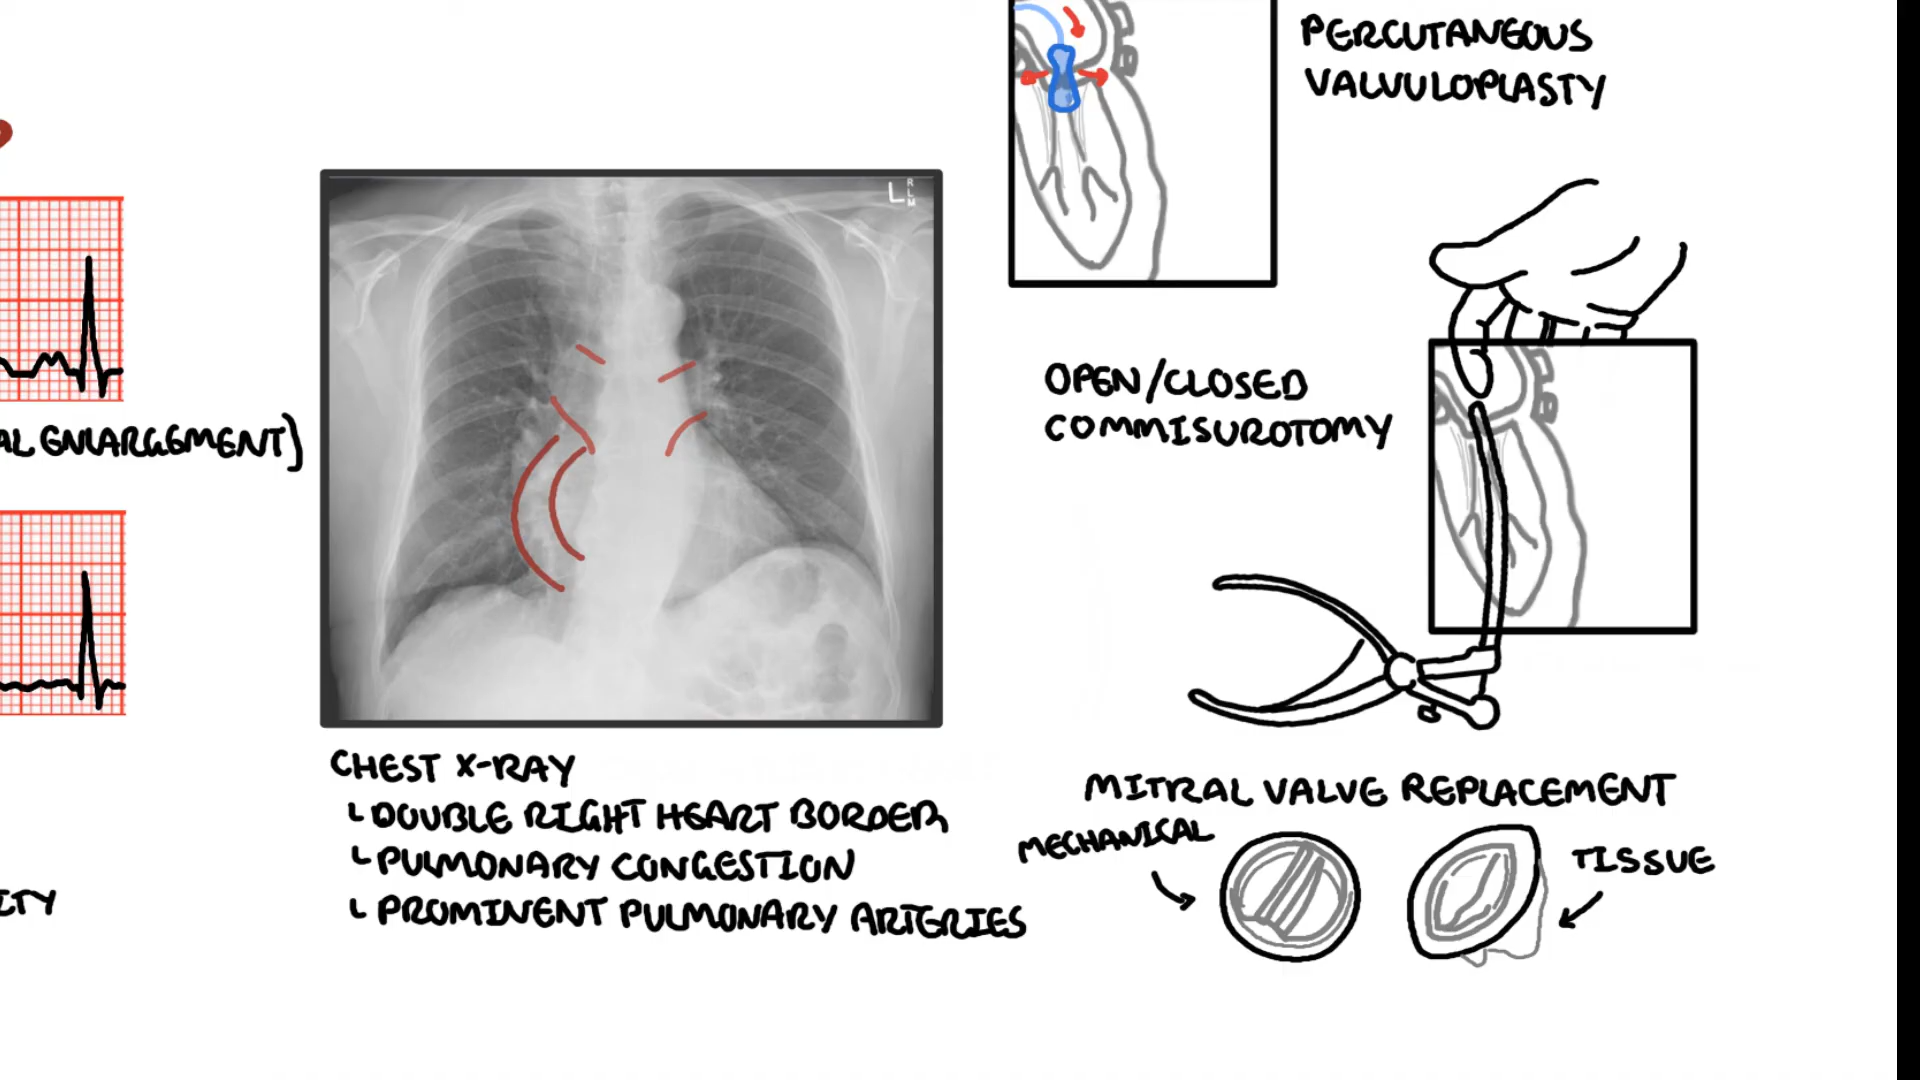 PERCUTANEOUS
VALVULOPLASTY
L
RLM
AL ENLARGEMENT)
OPEN/CLOSED
COMMISUROTOMY
CHEST X-RAY
DOUBLE RIGHT HEART BORDER
PULMONARY CONGESTION
PROMINENT PULMONARY ARTERIES
ITY
MITRAL VALVE REPLACEMENT
MECHANICAL
TISSUE